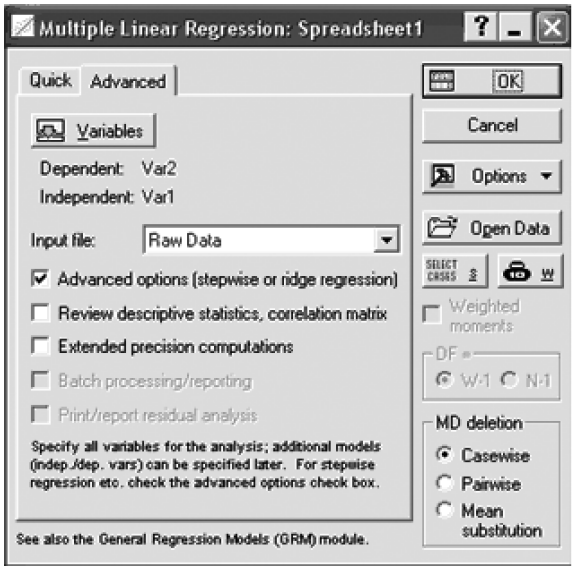 Multiple Linear Regression: Spreadsheet1
Quick Advanced
Variables
Dependent: Var2
Independent: Var1
Input file: Raw Data
Advanced options (stepwise or ridge regression)
Review descriptive statistics, correlation matrix
Extended precision computations
Batch processing/reporting
Print/report residual analysis
Specify all variables for the analysis; additional models
(indep./dep. vars) can be specified later. For stepwise
regression etc. check the advanced options check box.
See also the General Regression Models (GRM) module.
OK
Cancel
Options
Open Data
SELECT
CASES S W
Weighted
moments
DF =
W-1 N-1
MD deletion
Casewise
Pairwise
Mean
substitution